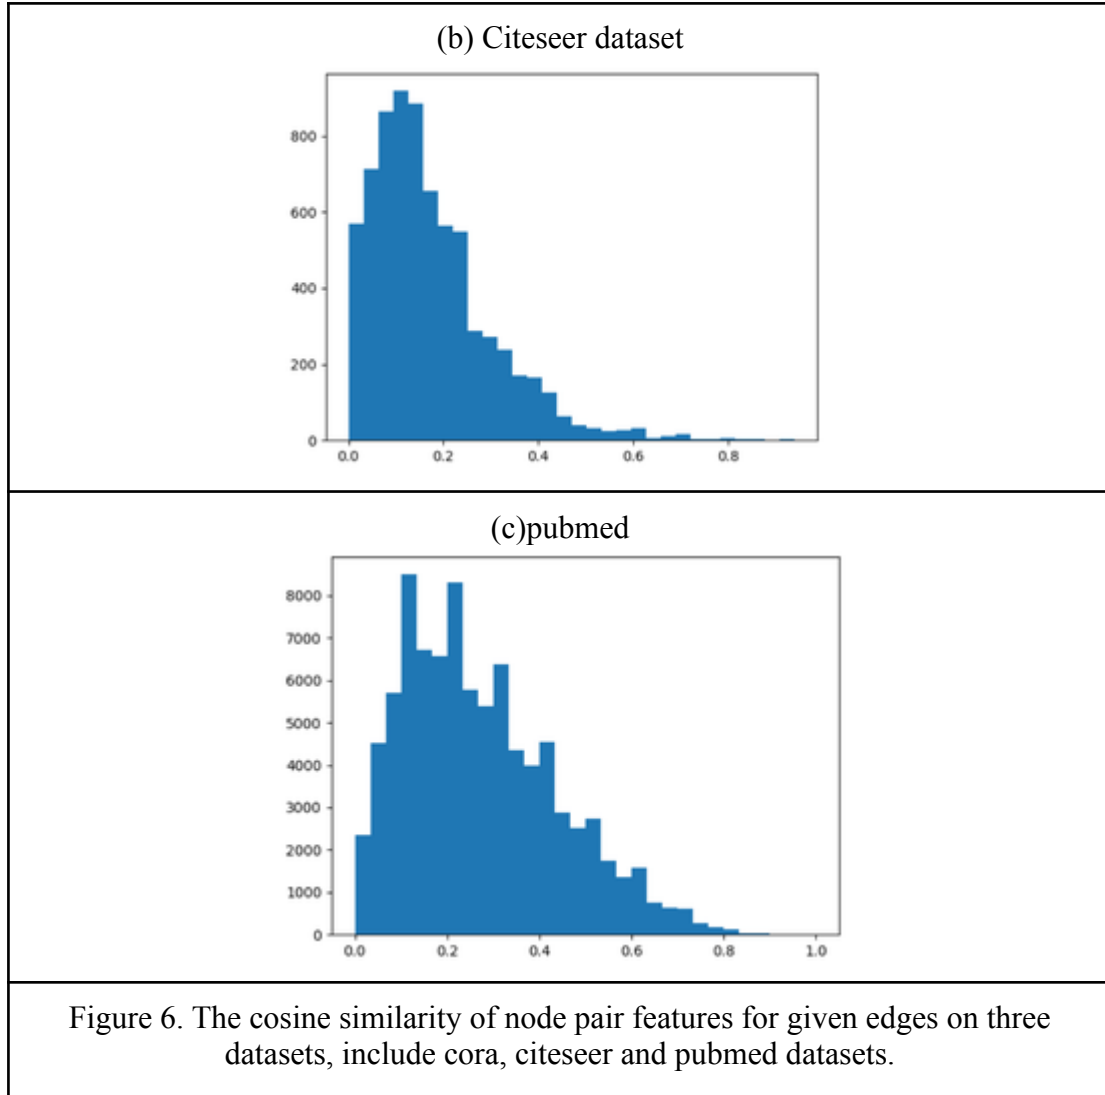 (b) Citeseer dataset
800
600
400
200
0
0.0 0.2 0.4 0.6 0.8
(c)pubmed
8000
7000
6000
5000
4000
3000
2000
1000
0
0.0 0.2 0.4 0.6 0.8 1.0
Figure 6. The cosine similarity of node pair features for given edges on three
datasets, include cora, citeseer and pubmed datasets.